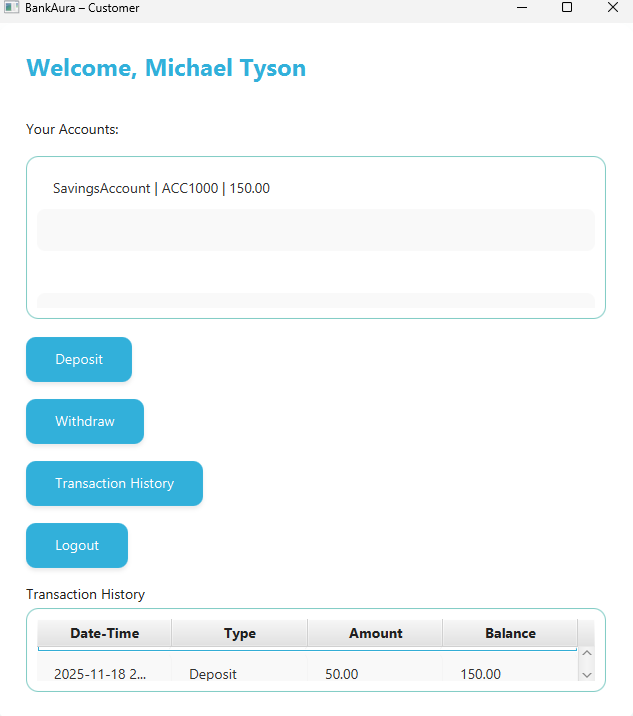 BankAura – Customer
Welcome, Michael Tyson
Your Accounts:
SavingsAccount | ACC1000 | 150.00
Deposit
Withdraw
Transaction History
Logout
Transaction History
Date-Time Type Amount Balance
2025-11-18 2... Deposit 50.00 150.00